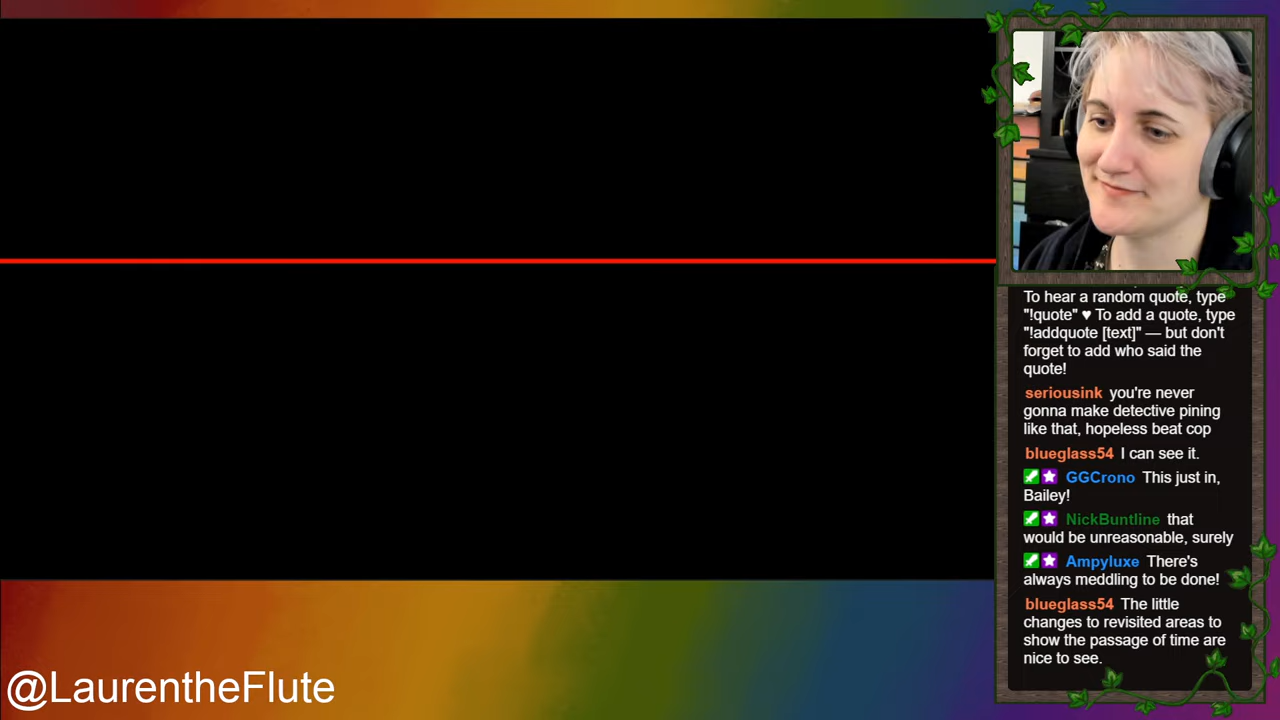 To hear a random quote, type
"!quote" ♥ To add a quote, type
"!addquote [text]" — but don't
forget to add who said the
quote!
seriousink you're never
gonna make detective pining
like that, hopeless beat cop
blueglass54 I can see it.
GGCrono This just in,
Bailey!
NickBuntline that
would be unreasonable, surely
Ampyluxe There's
always meddling to be done!
blueglass54 The little
changes to revisited areas to
show the passage of time are
nice to see.
@LaurentheFlute